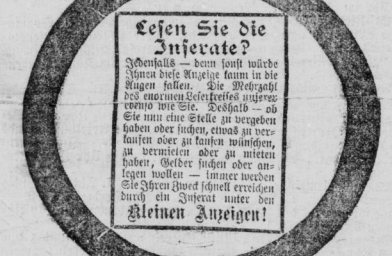 Lesen Sie die
Inserate?
Jedenfalls — denn sonst würde
Ihnen diese Anzeige kaum in die
Augen fallen. Die Mehrzahl
des enormen Leserkreises unserer
ebenso wie Sie. Deshalb — ob
Sie nun eine Stelle zu vergeben
haben oder suchen, etwas zu ver-
kaufen oder zu kaufen wünschen,
zu vermieten oder zu mieten
haben, Gelder suchen oder an-
legen wollen — immer werden
Sie Ihren Zweck schnell erreichen
durch ein Inserat unter den
Kleinen Anzeigen!